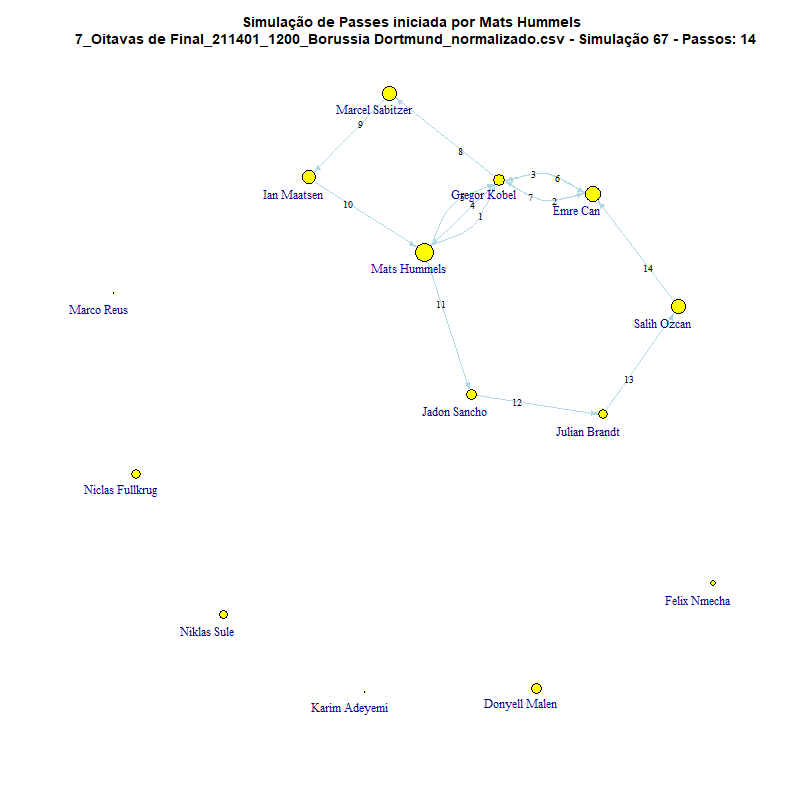 Simulação de Passes iniciada por Mats Hummels
7_Oitavas de Final_211401_1200_Borussia Dortmund_normalizado.csv - Simulação 67 - Passos: 14
Marcel Sabitzer
9
8
3
6
Ian Maatsen
Gregor Kobel
7
2
Emre Can
10
4
1
Mats Hummels
14
Marco Reus
11
Salih Ozcan
13
Jadon Sancho
12
Julian Brandt
Niclas Fullkrug
Felix Nmecha
Niklas Sule
Karim Adeyemi
Donyell Malen